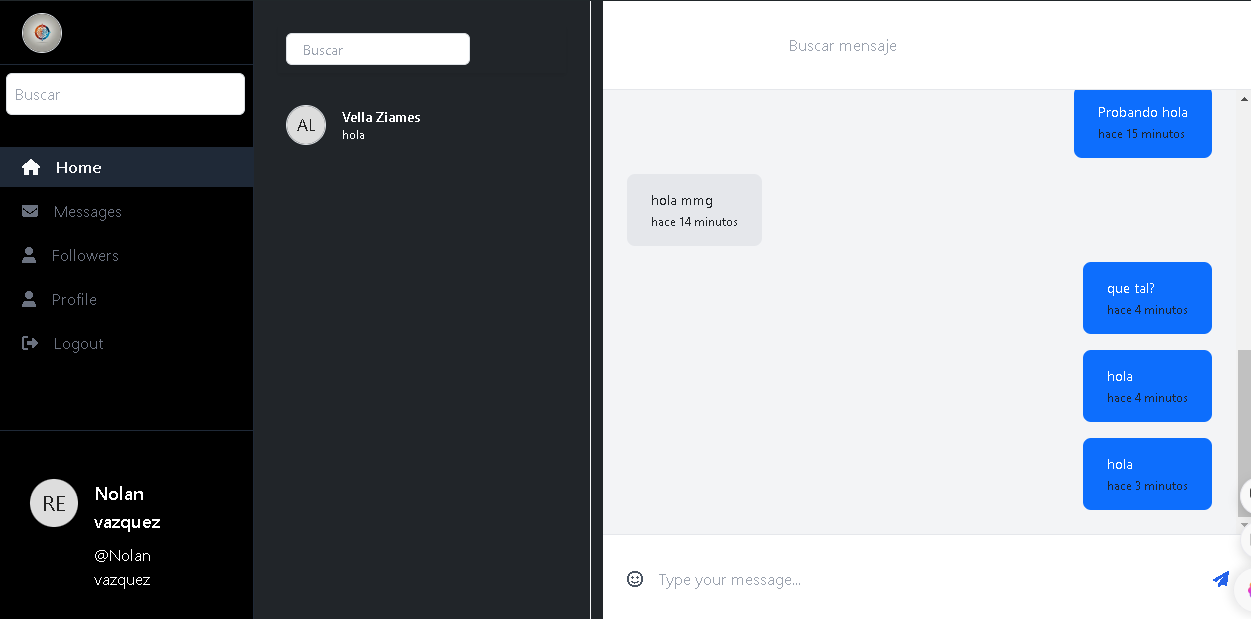 Buscar
Home
Messages
Followers
Profile
Logout
RE
Nolan
vazquez
@Nolan
vazquez
Buscar
AL
Vella Ziames
hola
Buscar mensaje
Probando hola
hace 15 minutos
hola mmg
hace 14 minutos
que tal?
hace 4 minutos
hola
hace 4 minutos
hola
hace 3 minutos
Type your message...